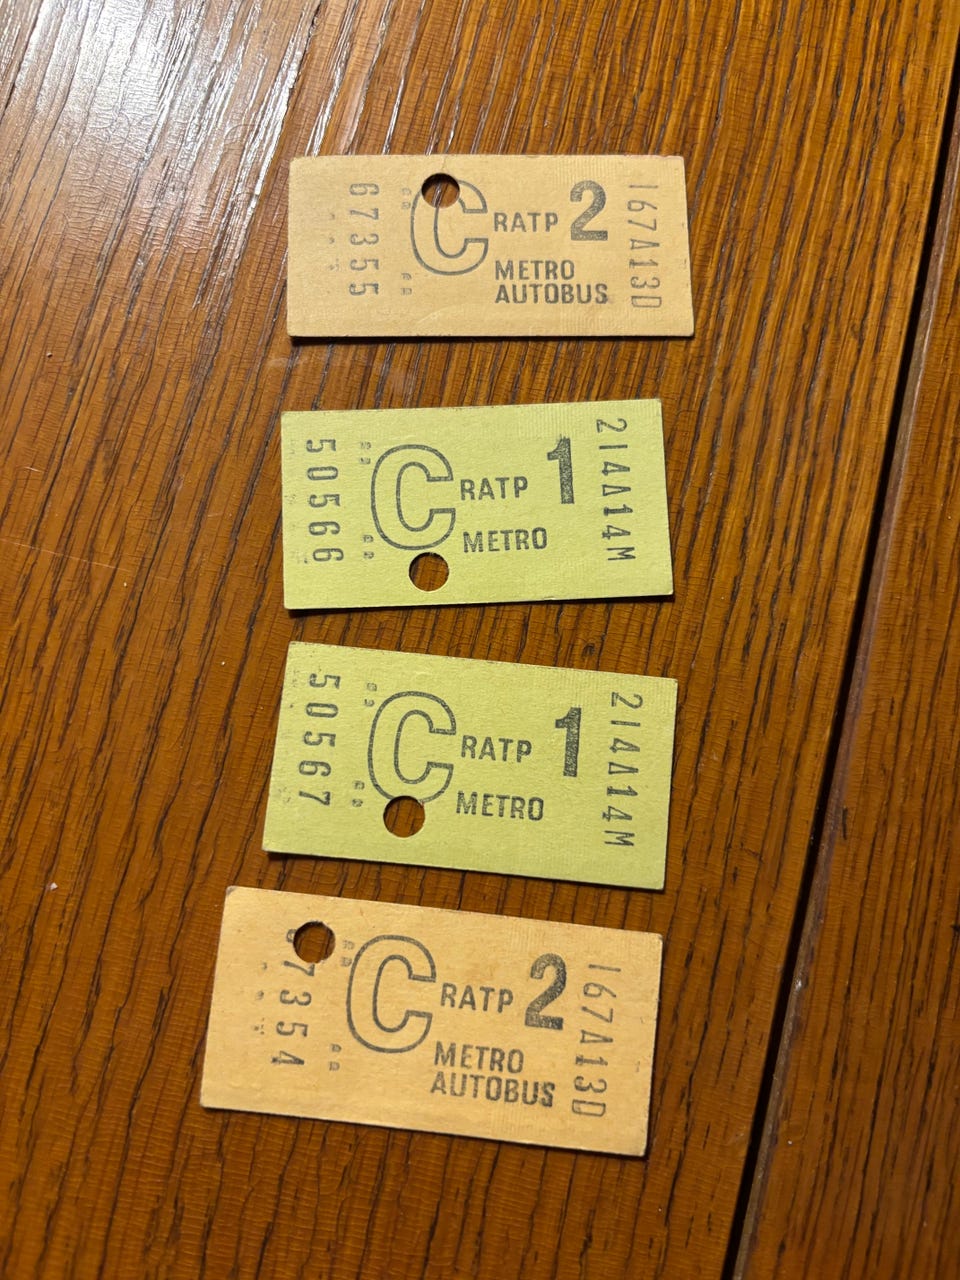 67355
C RATP 2
METRO
AUTOBUS
167A13D
50566
C RATP 1
METRO
214A14M
50567
C RATP 1
METRO
214A14M
7354
C RATP 2
METRO
AUTOBUS
167A13D